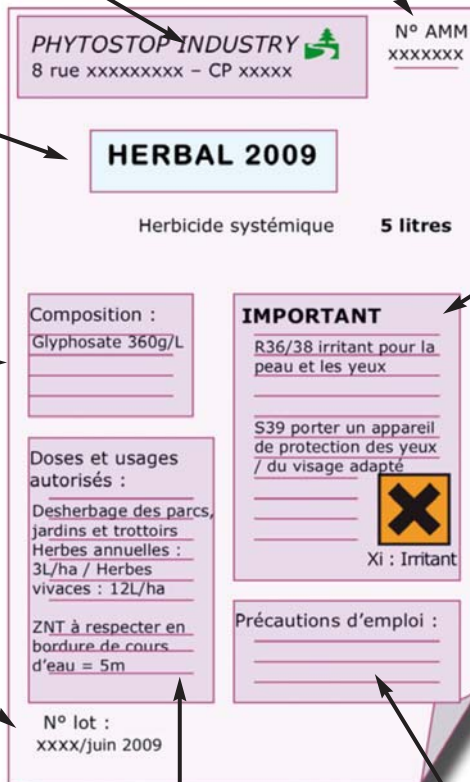 PHYTOSTOP INDUSTRY
8 rue xxxxxxxxx – CP xxxxx
N° AMM
xxxxxxx
HERBAL 2009
Herbicide systémique 5 litres
Composition :
Glyphosate 360g/L
Doses et usages
autorisés :
Desherbage des parcs,
jardins et trottoirs
Herbes annuelles :
3L/ha / Herbes
vivaces : 12L/ha
ZNT à respecter en
bordure de cours
d'eau = 5m
IMPORTANT
R36/38 irritant pour la
peau et les yeux
S39 porter un appareil
de protection des yeux
/ du visage adapté
Xi : Irritant
Précautions d'emploi :
N° lot :
xxxx/juin 2009